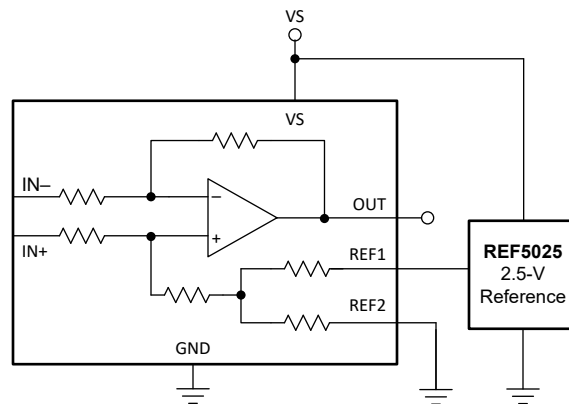 VS
VS
IN–
–
OUT
+
IN+
REF1
REF5025
2.5-V
Reference
REF2
GND